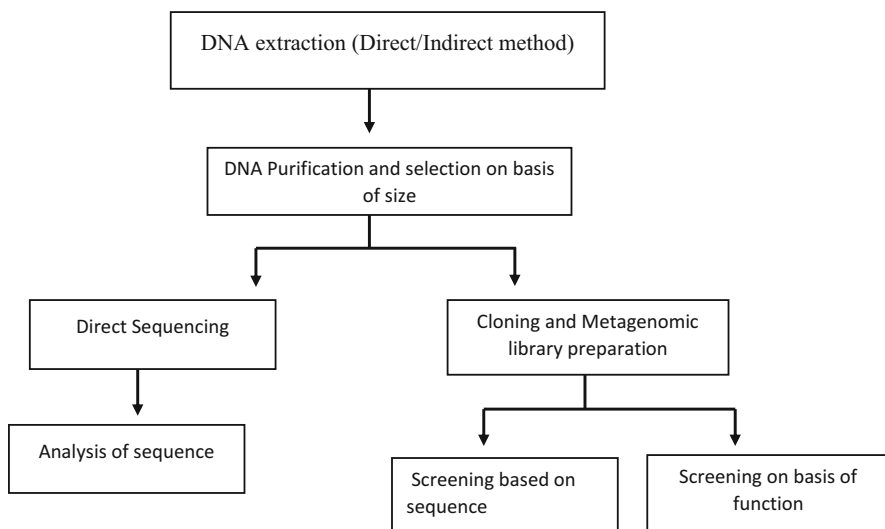 DNA extraction (Direct/Indirect method)
DNA Purification and selection on basis
of size
Direct Sequencing
Cloning and Metagenomic
library preparation
Analysis of sequence
Screening based on
sequence
Screening on basis of
function